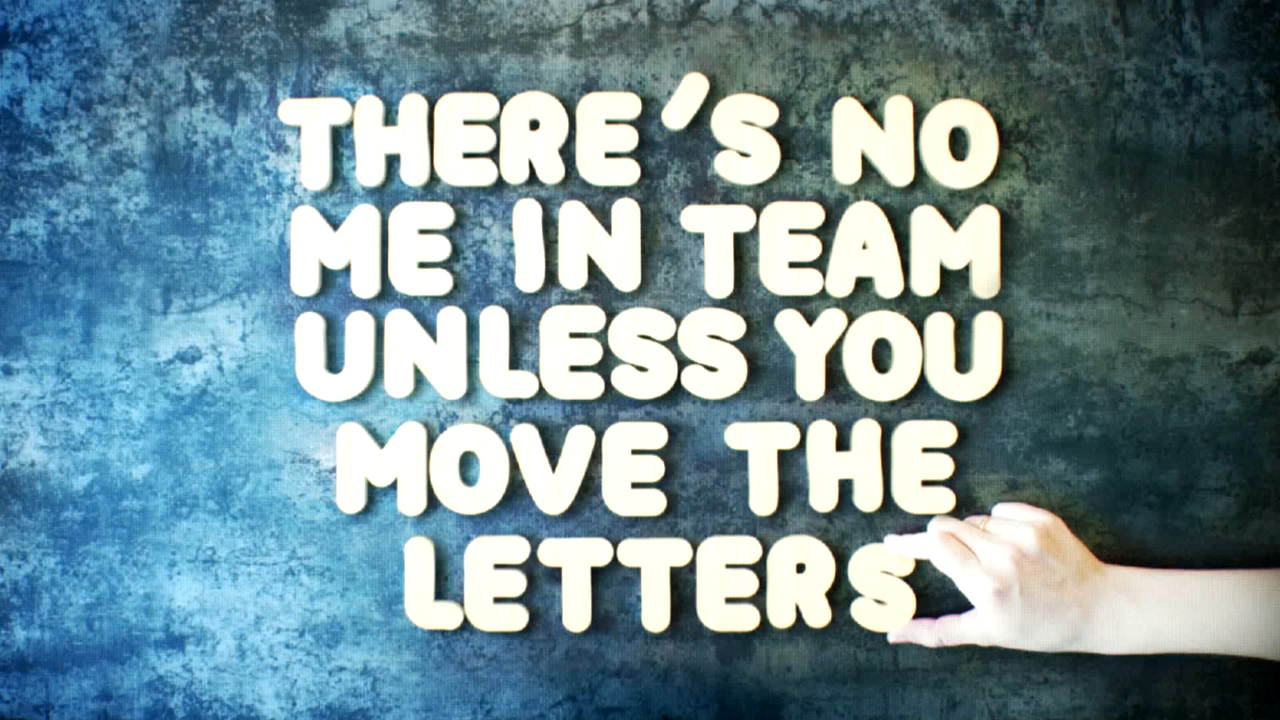 THERE'S NO
ME IN TEAM
UNLESS YOU
MOVE THE
LETTERS